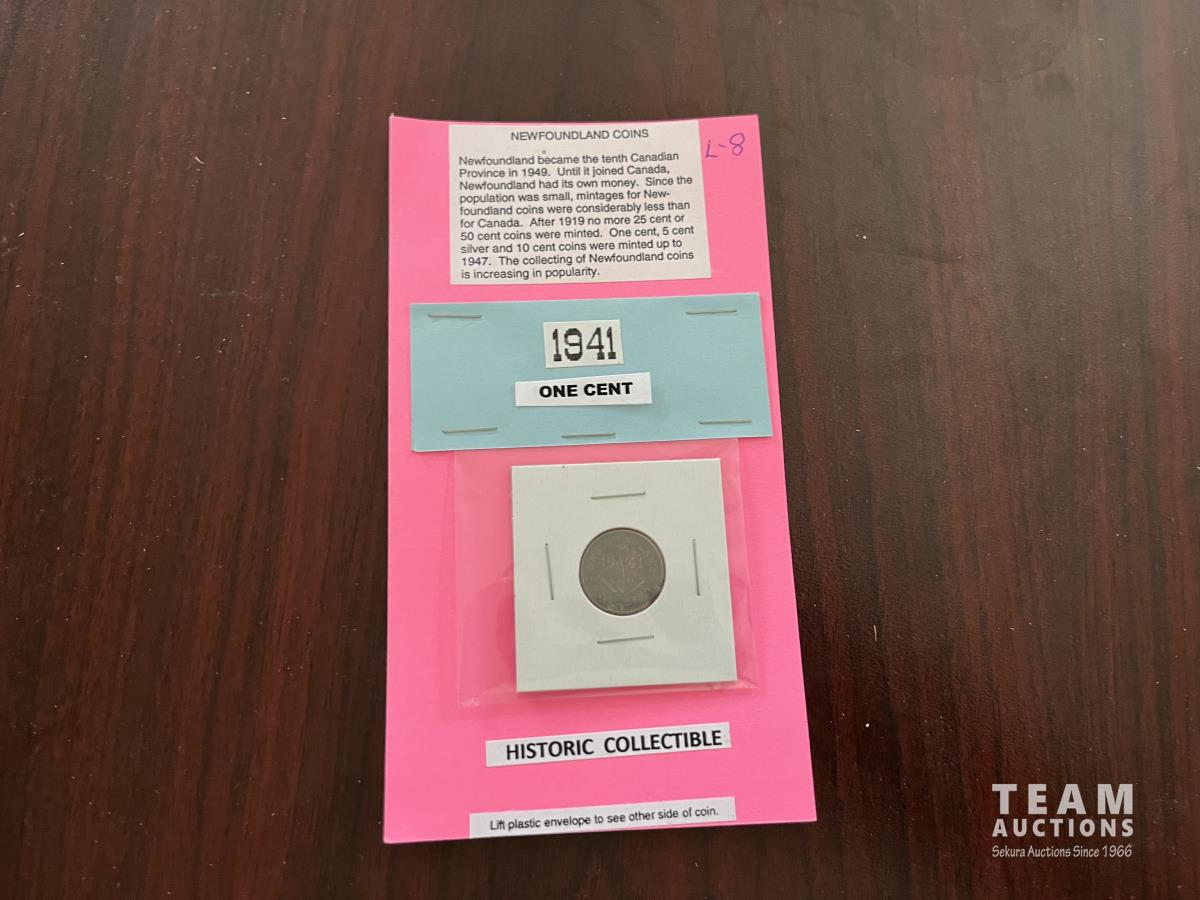 NEWFOUNDLAND COINS
L-8
Newfoundland became the tenth Canadian
Province in 1949. Until it joined Canada,
Newfoundland had its own money. Since the
population was small, mintages for New-
foundland coins were considerably less than
for Canada. After 1919 no more 25 cent or
50 cent coins were minted. One cent, 5 cent
silver and 10 cent coins were minted up to
1947. The collecting of Newfoundland coins
is increasing in popularity.
1941
ONE CENT
19 41
HISTORIC COLLECTIBLE
Lift plastic envelope to see other side of coin.
TEAM
AUCTIONS
Sekura Auctions Since 1966